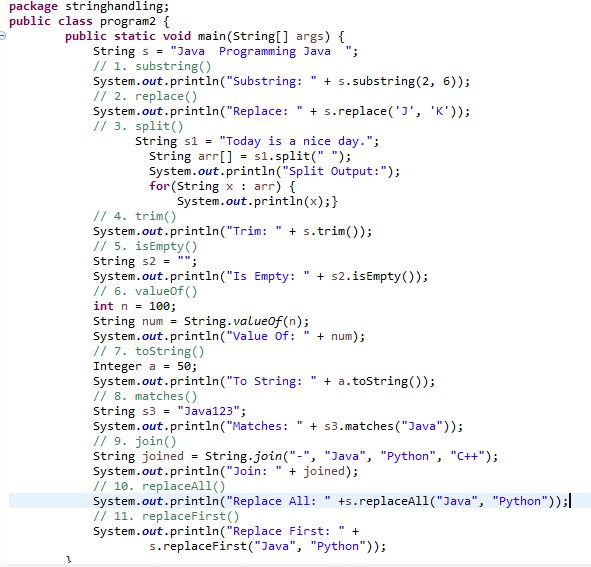 package stringhandling;
public class program2 {
        public static void main(String[] args) {
            String s = "Java  Programming Java  ";
            // 1. substring()
            System.out.println("Substring: " + s.substring(2, 6));
            // 2. replace()
            System.out.println("Replace: " + s.replace('J', 'K'));
            // 3. split()
                  String s1 = "Today is a nice day.";
                    String arr[] = s1.split(" ");
                    System.out.println("Split Output:");
                    for(String x : arr) {
                        System.out.println(x);}
            // 4. trim()
            System.out.println("Trim: " + s.trim());
            // 5. isEmpty()
            String s2 = "";
            System.out.println("Is Empty: " + s2.isEmpty());
            // 6. valueOf()
            int n = 100;
            String num = String.valueOf(n);
            System.out.println("Value Of: " + num);
            // 7. toString()
            Integer a = 50;
            System.out.println("To String: " + a.toString());
            // 8. matches()
            String s3 = "Java123";
            System.out.println("Matches: " + s3.matches("Java"));
            // 9. join()
            String joined = String.join("-", "Java", "Python", "C++");
            System.out.println("Join: " + joined);
            // 10. replaceAll()
            System.out.println("Replace All: " +s.replaceAll("Java", "Python"));
            // 11. replaceFirst()
            System.out.println("Replace First: " +
                    s.replaceFirst("Java", "Python"));
        }